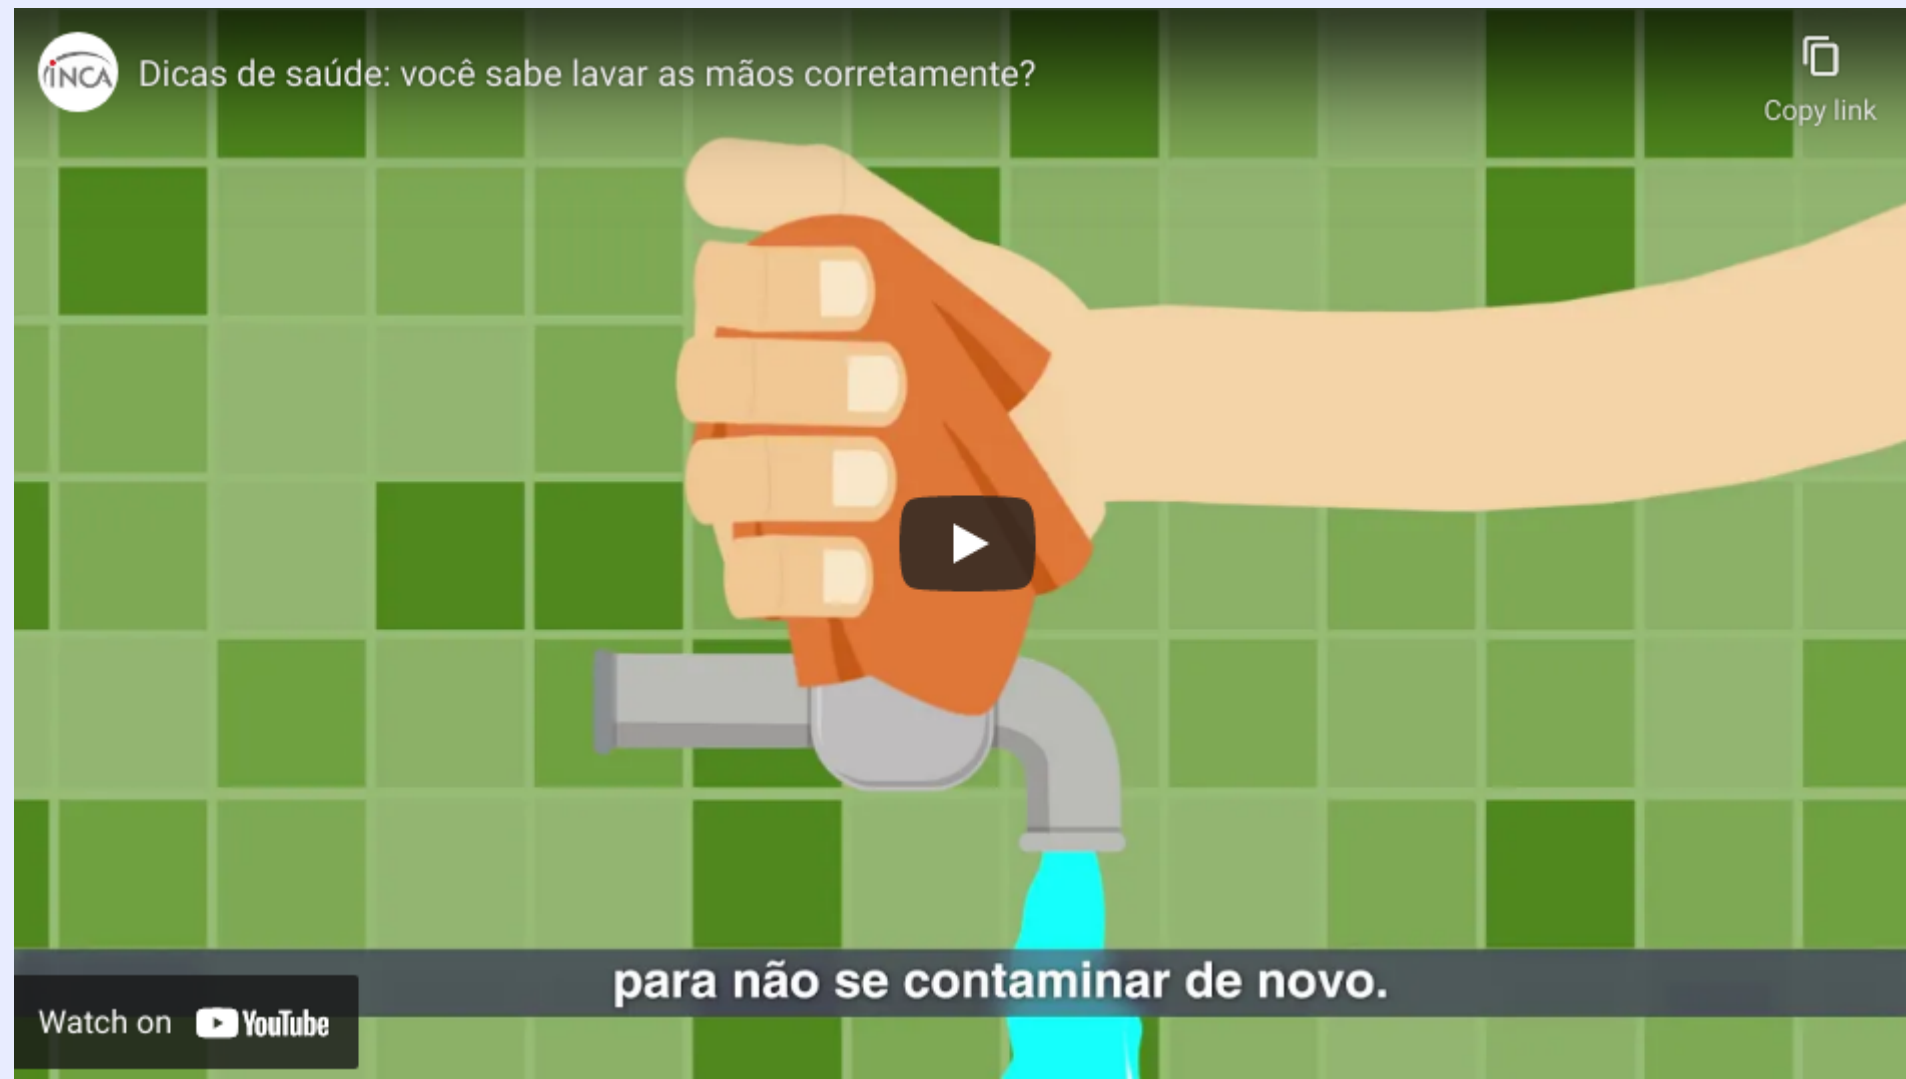 INCA
Dicas de saúde: você sabe lavar as mãos corretamente?
Copy link
para não se contaminar de novo.
Watch on YouTube